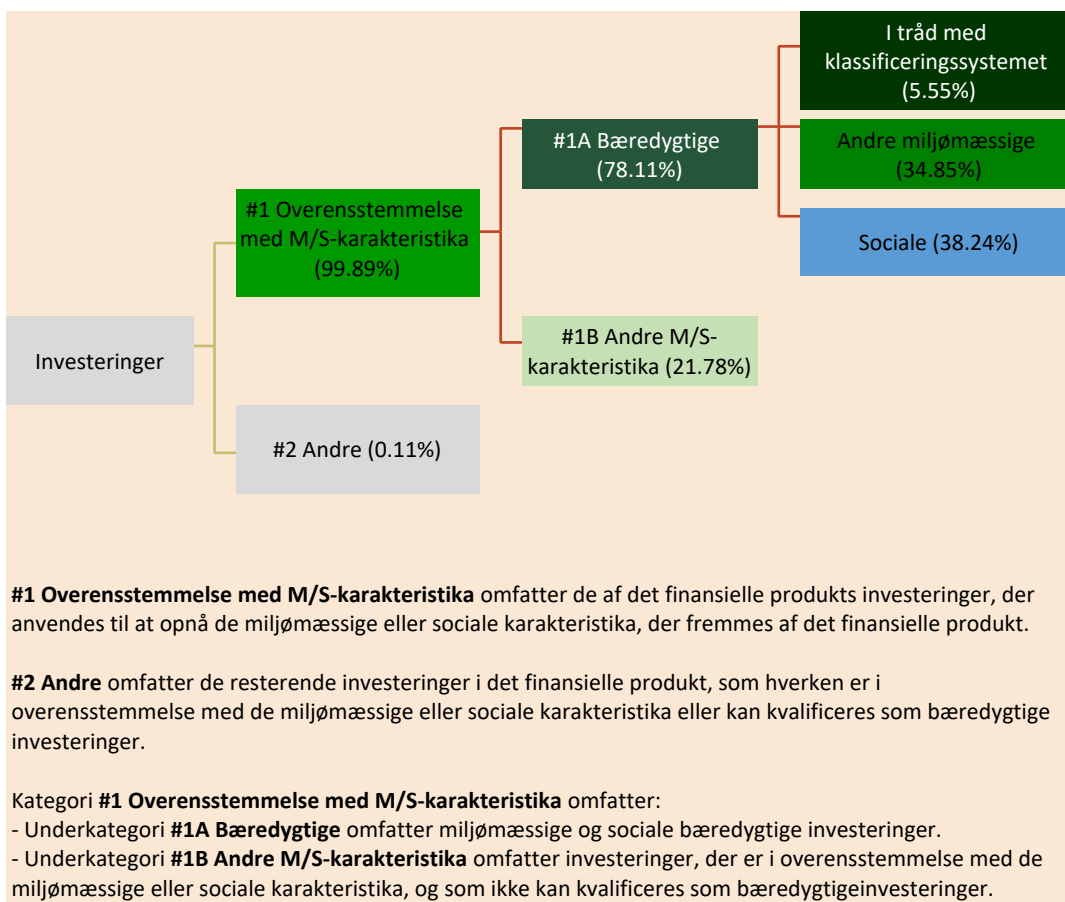 I tråd med
klassificeringssystemet
(5.55%)
#1A Bæredygtige
(78.11%)
Andre miljømæssige
(34.85%)
#1 Overensstemmelse
med M/S-karakteristika
(99.89%)
Sociale (38.24%)
Investeringer
#1B Andre M/S-
karakteristika (21.78%)
#2 Andre (0.11%)
#1 Overensstemmelse med M/S-karakteristika omfatter de af det finansielle produkts investeringer, der
anvendes til at opnå de miljømæssige eller sociale karakteristika, der fremmes af det finansielle produkt.
#2 Andre omfatter de resterende investeringer i det finansielle produkt, som hverken er i
overensstemmelse med de miljømæssige eller sociale karakteristika eller kan kvalificeres som bæredygtige
investeringer.
Kategori #1 Overensstemmelse med M/S-karakteristika omfatter:
- Underkategori #1A Bæredygtige omfatter miljømæssige og sociale bæredygtige investeringer.
- Underkategori #1B Andre M/S-karakteristika omfatter investeringer, der er i overensstemmelse med de
miljømæssige eller sociale karakteristika, og som ikke kan kvalificeres som bæredygtigeinvesteringer.